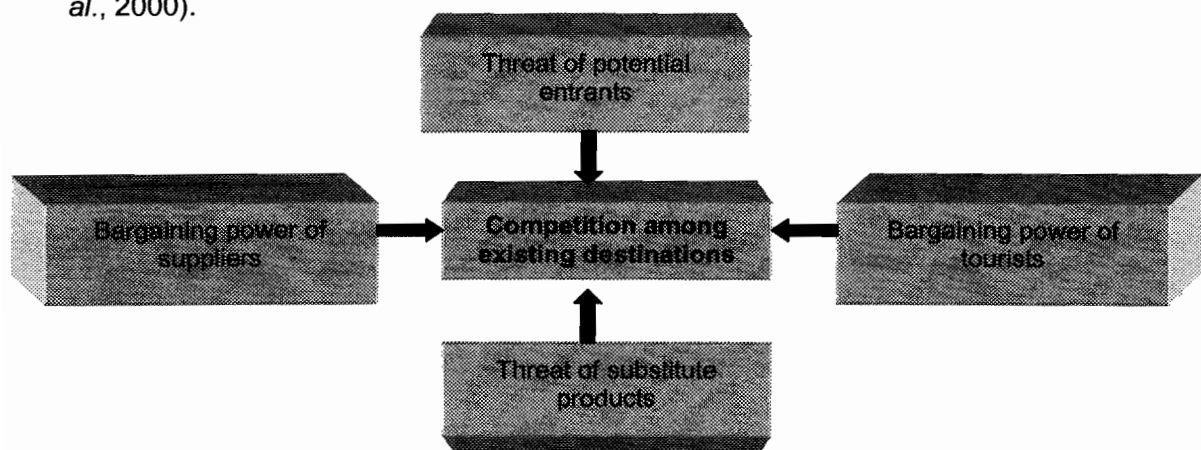 al., 2000).
Threat of potential
entrants
Bargaining power of
suppliers
Competition among
existing destinations
Bargaining power of
tourists
Threat of substitute
products